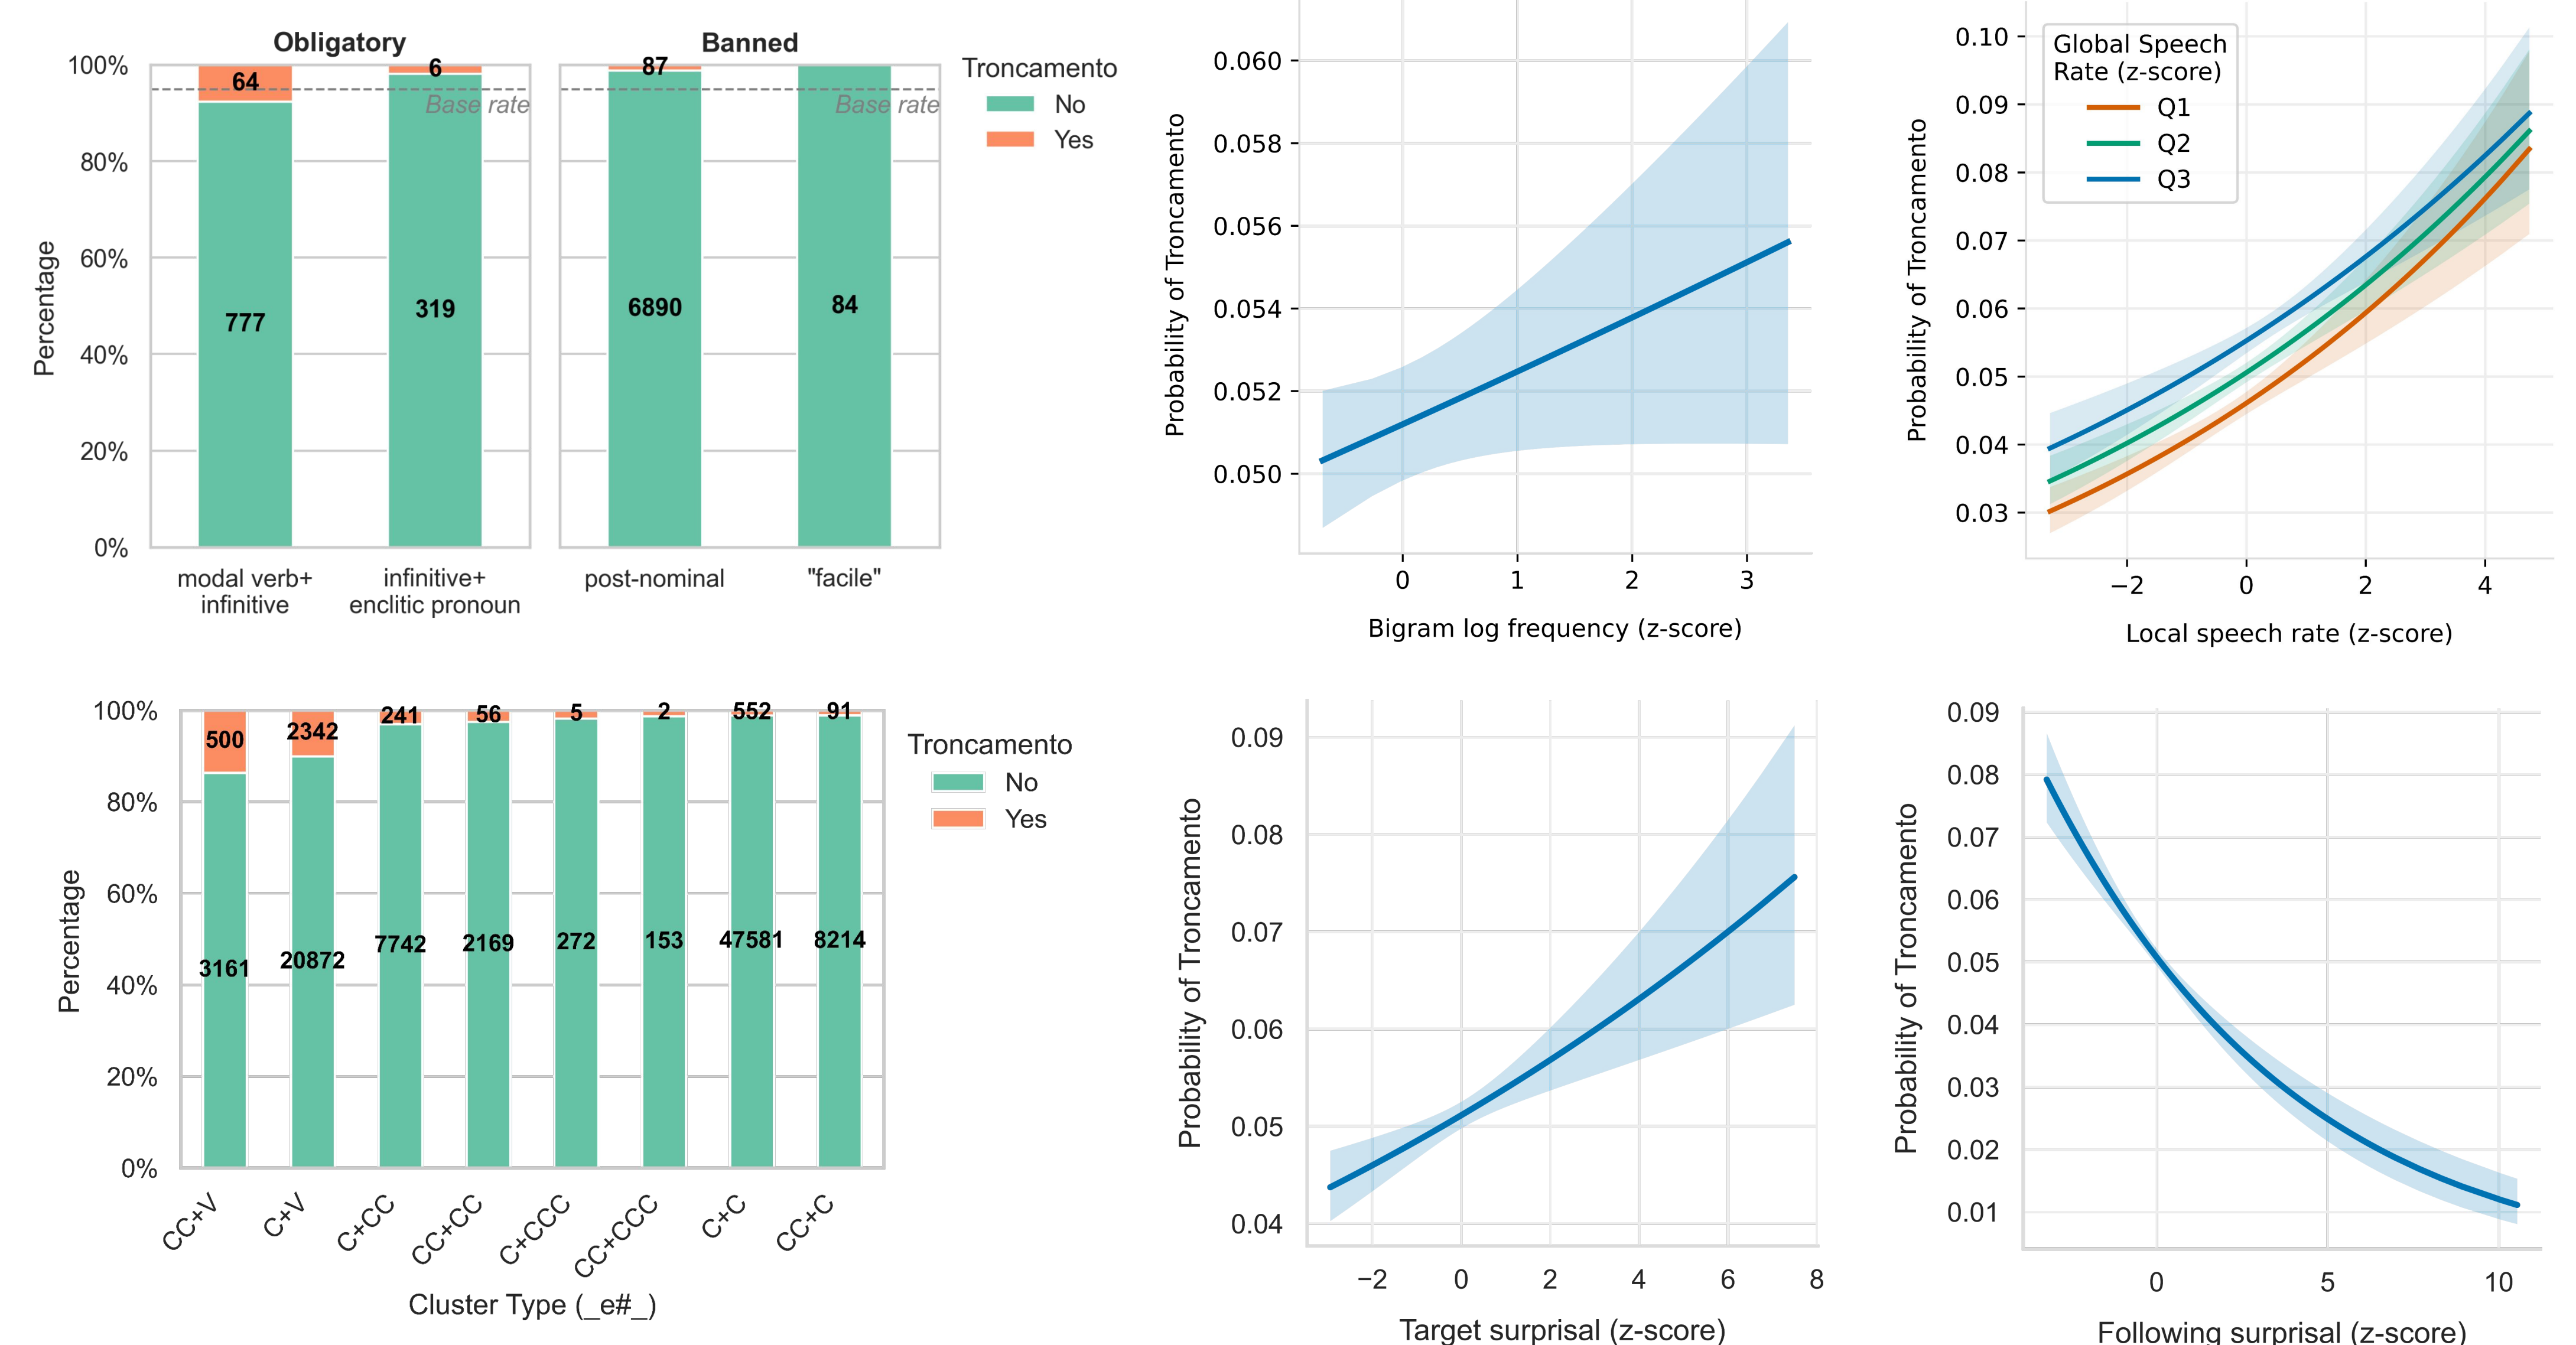 Obligatory
Banned
Troncamento
No
Yes
100%
80%
60%
40%
20%
0%
Percentage
64
6
87
Base rate
Base rate
777
319
6890
84
modal verb+
infinitive
infinitive+
enclitic pronoun
post-nominal
"facile"
0.060
0.058
0.056
0.054
0.052
0.050
Probability of Troncamento
0
1
2
3
Bigram log frequency (z-score)
0.10
0.09
0.08
0.07
0.06
0.05
0.04
0.03
Probability of Troncamento
Global Speech
Rate (z-score)
Q1
Q2
Q3
−2
0
2
4
Local speech rate (z-score)
100%
80%
60%
40%
20%
0%
Percentage
500
2342
241
56
5
2
552
91
3161
20872
7742
2169
272
153
47581
8214
Troncamento
No
Yes
CC+V
C+V
C+CC
CC+CC
C+CCC
CC+CCC
C+C
CC+C
Cluster Type (_e#_)
0.09
0.08
0.07
0.06
0.05
0.04
Probability of Troncamento
−2
0
2
4
6
8
Target surprisal (z-score)
0.09
0.08
0.07
0.06
0.05
0.04
0.03
0.02
0.01
Probability of Troncamento
0
5
10
Following surprisal (z-score)